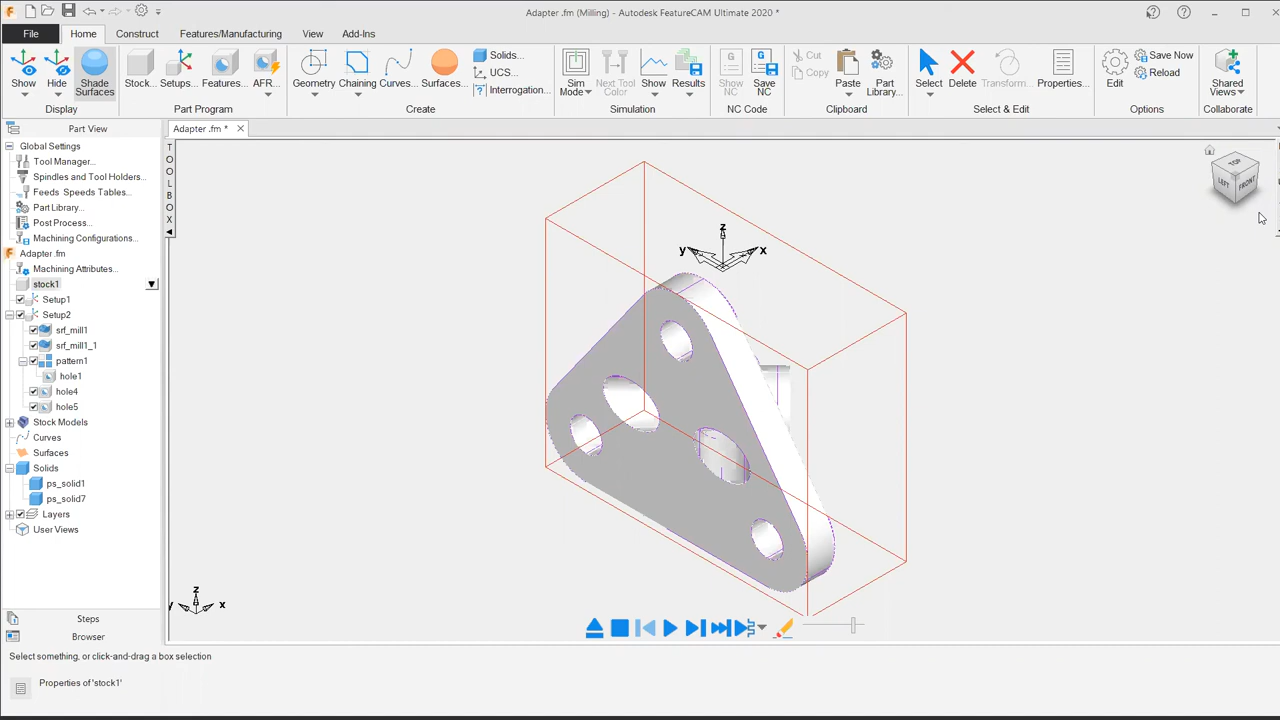 Adapter .fm (Milling) - Autodesk FeatureCAM Ultimate 2020 *
File Home Construct Features/Manufacturing View Add-Ins
Show Hide Shade Surfaces Stock... Setups... Features... AFR... Geometry Chaining Curves... Surfaces... Solids... UCS... Interrogation... Sim Mode Next Tool Color Show Results Show NC Save NC Cut Copy Paste Part Library... Select Delete Transform... Properties... Edit Save Now Reload Shared Views
Display Part Program Create Simulation NC Code Clipboard Select & Edit Options Collaborate
Part View
Adapter .fm *
Global Settings
Tool Manager...
Spindles and Tool Holders...
Feeds Speeds Tables...
Part Library...
Post Process...
Machining Configurations...
Adapter .fm
Machining Attributes...
stock1
Setup1
Setup2
srf_mill1
srf_mill1_1
pattern1
hole1
hole4
hole5
Stock Models
Curves
Surfaces
Solids
ps_solid1
ps_solid7
Layers
User Views
TOOLBOX
TOP
LEFT
FRONT
z
y
x
z
y
x
Steps
Browser
Select something, or click-and-drag a box selection
Properties of 'stock1'